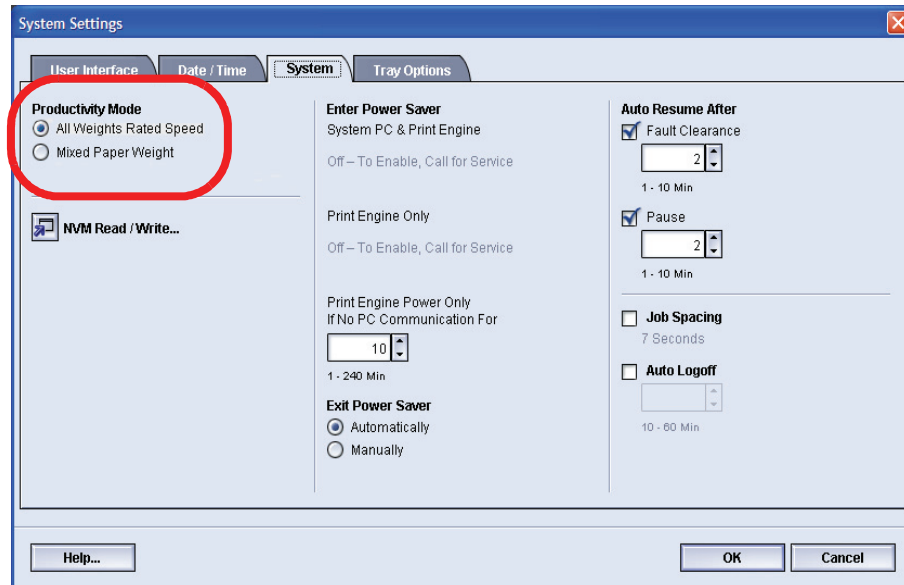 System Settings
User Interface
Date / Time
System
Tray Options
Productivity Mode
All Weights Rated Speed
Mixed Paper Weight
NVM Read / Write...
Enter Power Saver
System PC & Print Engine
Off – To Enable, Call for Service
Print Engine Only
Off – To Enable, Call for Service
Print Engine Power Only
If No PC Communication For
10
1 - 240 Min
Exit Power Saver
Automatically
Manually
Auto Resume After
Fault Clearance
2
1 - 10 Min
Pause
2
1 - 10 Min
Job Spacing
7 Seconds
Auto Logoff
10 - 60 Min
Help...
OK
Cancel